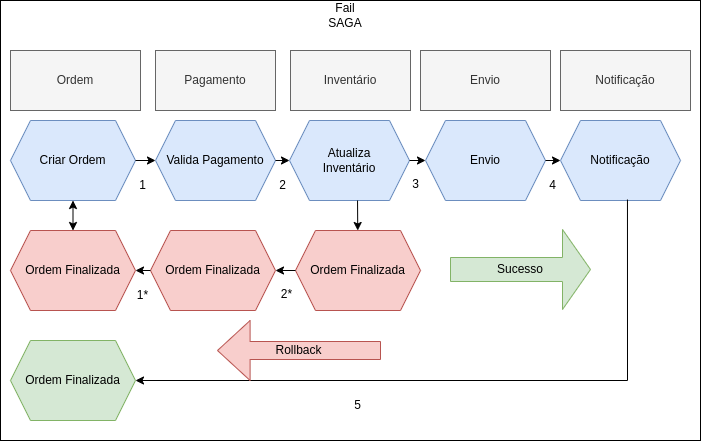 Fail
SAGA
Ordem
Pagamento
Inventário
Envio
Notificação
Criar Ordem
Valida Pagamento
Atualiza
Inventário
Envio
Notificação
1
2
3
4
Ordem Finalizada
Ordem Finalizada
Ordem Finalizada
Sucesso
1*
2*
Rollback
Ordem Finalizada
5